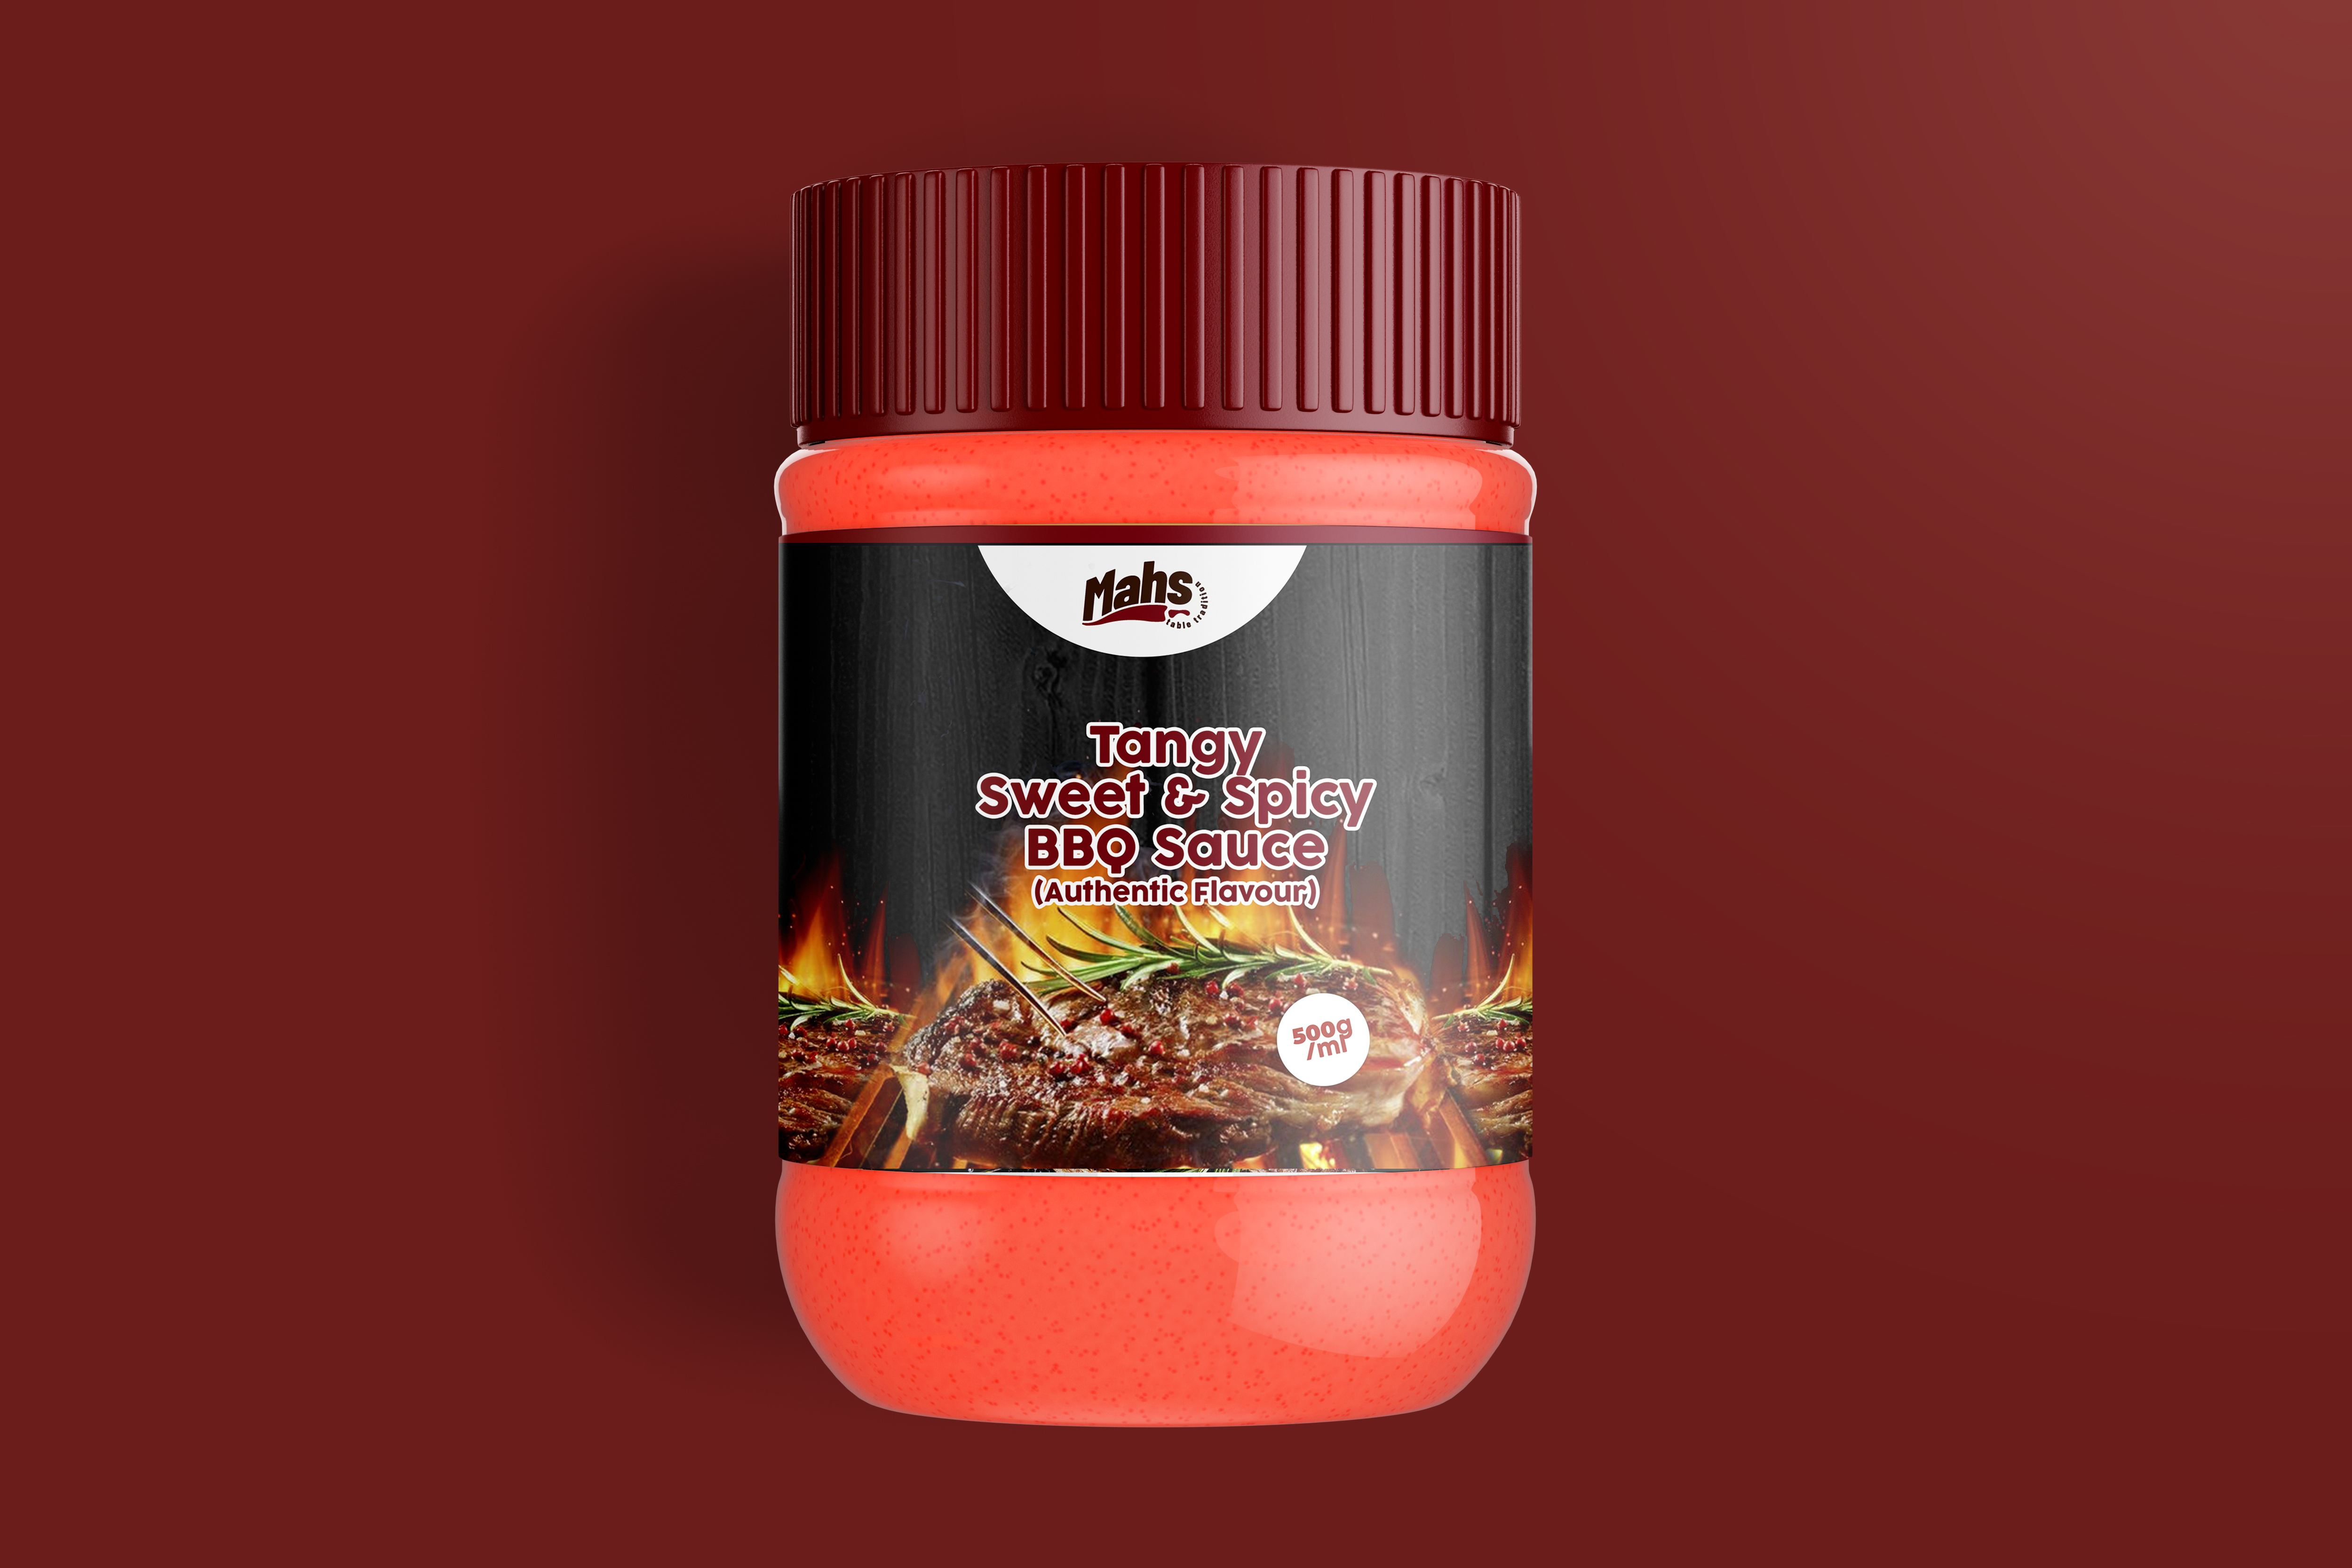 Mahs
table tradition
Tangy
Sweet & Spicy
BBQ Sauce
(Authentic Flavour)
500g
/ml